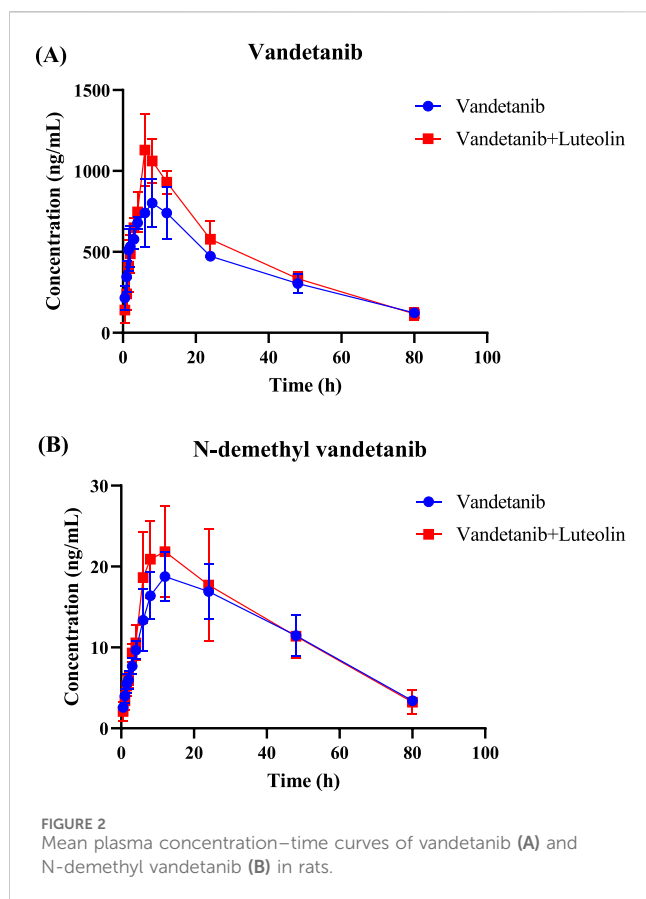 (A)
Vandetanib
Concentration (ng/mL)
1500
1000
500
0
0 20 40 60 80 100
Time (h)
Vandetanib
Vandetanib+Luteolin
(B)
N-demethyl vandetanib
Concentration (ng/mL)
30
20
10
0
0 20 40 60 80 100
Time (h)
Vandetanib
Vandetanib+Luteolin
FIGURE 2
Mean plasma concentration–time curves of vandetanib (A) and
N-demethyl vandetanib (B) in rats.